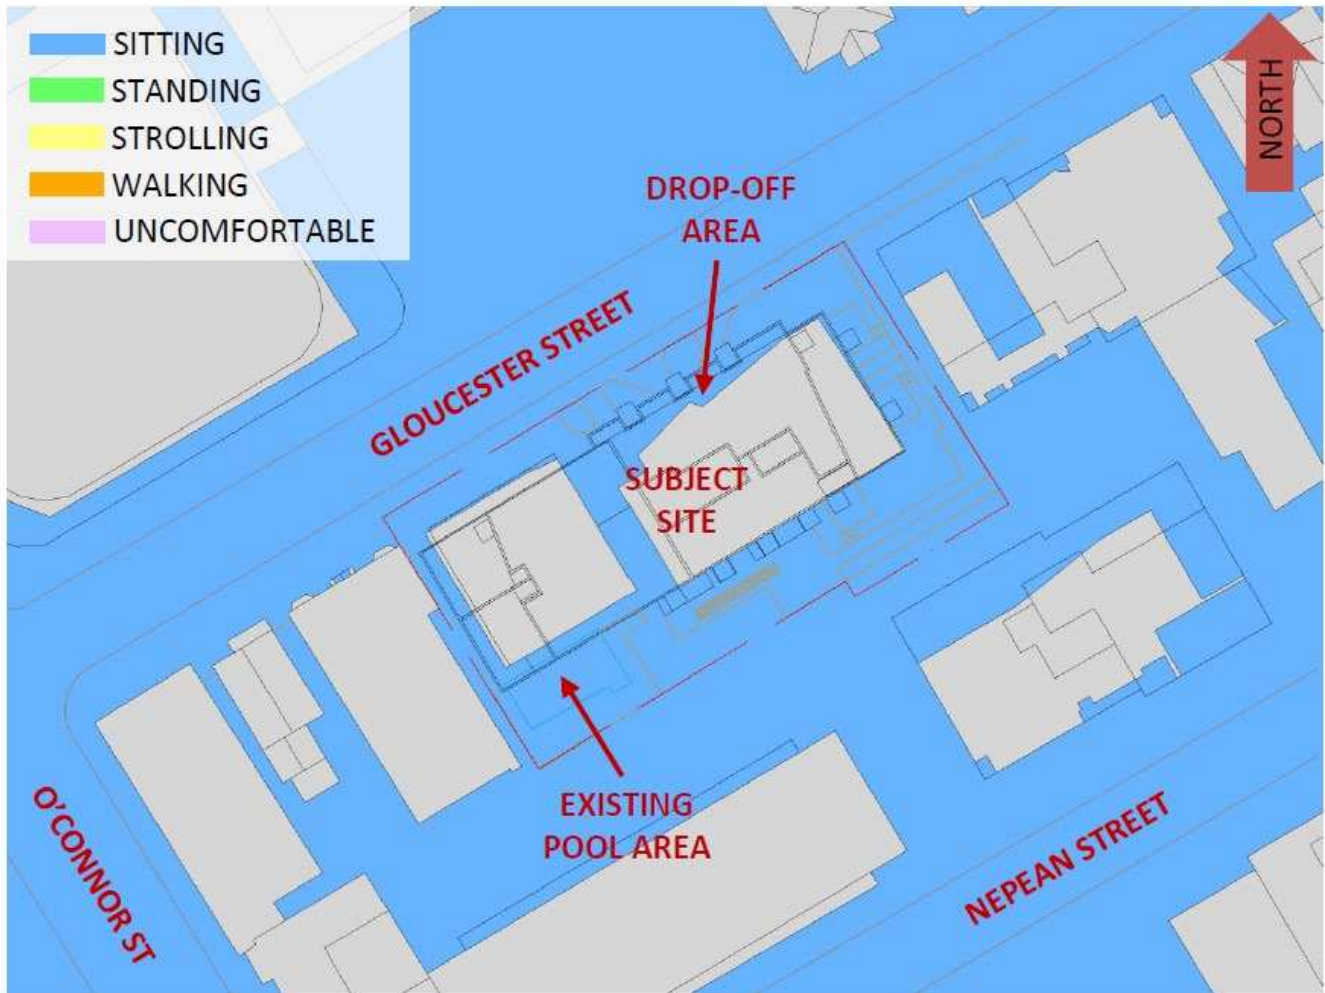 SITTING
STANDING
STROLLING
WALKING
UNCOMFORTABLE
NORTH
DROP-OFF
AREA
GLOUCESTER STREET
SUBJECT
SITE
EXISTING
POOL AREA
O'CONNOR ST
NEPEAN STREET